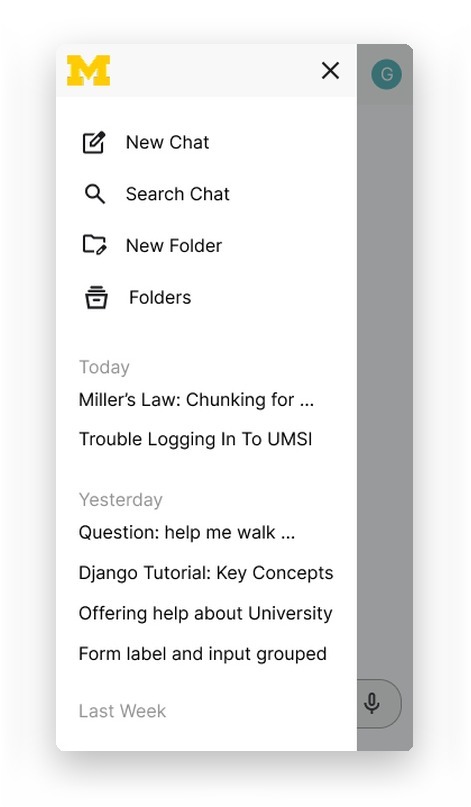 M
G
New Chat
Search Chat
New Folder
Folders
Today
Miller’s Law: Chunking for ...
Trouble Logging In To UMSI
Yesterday
Question: help me walk ...
Django Tutorial: Key Concepts
Offering help about University
Form label and input grouped
Last Week